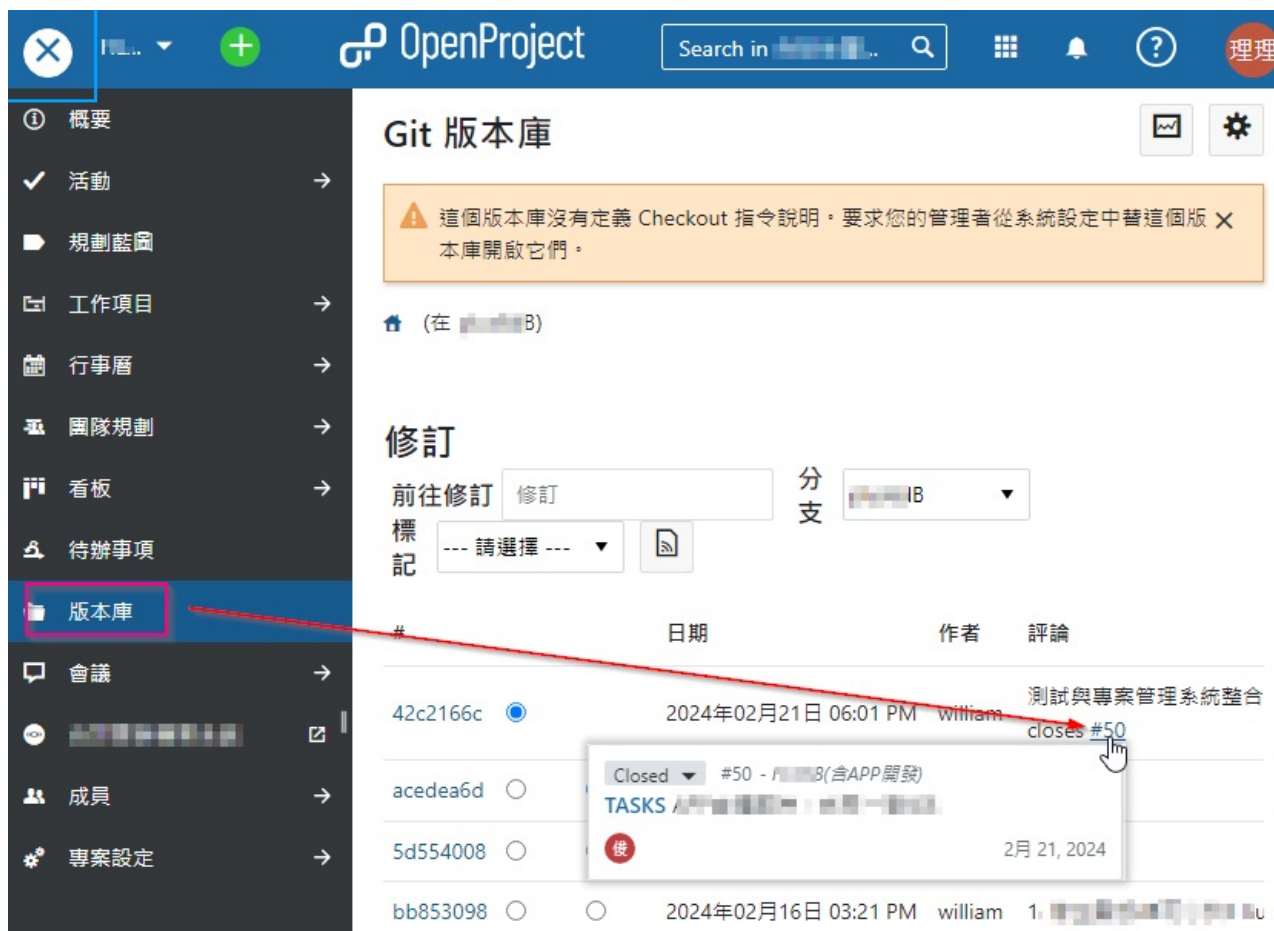 OpenProject
Search in
理理
概要
活動
規劃藍圖
工作項目
行事曆
團隊規劃
看板
待辦事項
版本庫
會議
成員
專案設定
Git 版本庫
這個版本庫沒有定義 Checkout 指令說明。要求您的管理者從系統設定中替這個版
本庫開啟它們。
(在 B)
修訂
前往修訂 修訂 分支 B
標記 --- 請選擇 ---
# 日期 作者 評論
42c2166c 2024年02月21日 06:01 PM william 測試與專案管理系統整合
closes #50
Closed #50 - B(含APP開發)
TASKS
俊 2月 21, 2024
acedea6d
5d554008
bb853098 2024年02月16日 03:21 PM william 1.